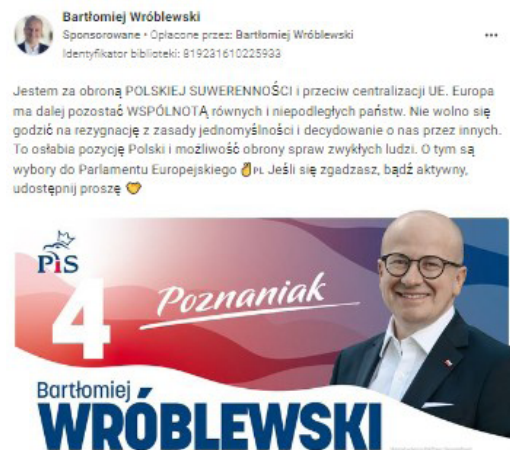 Bartłomiej Wróblewski
Sponsorowane • Opłacone przez: Bartłomiej Wróblewski
Identyfikator biblioteki: 819231610225933
Jestem za obroną POLSKIEJ SUWERENNOŚCI i przeciw centralizacji UE. Europa
ma dalej pozostać WSPÓLNOTĄ równych i niepodległych państw. Nie wolno się
godzić na rezygnację z zasady jednomyślności i decydowanie o nas przez innych.
To osłabia pozycję Polski i możliwość obrony spraw zwykłych ludzi. O tym są
wybory do Parlamentu Europejskiego ✌PL Jeśli się zgadzasz, bądź aktywny,
udostępnij proszę 🧡
PiS
4
Poznaniak
Bartłomiej
WRÓBLEWSKI